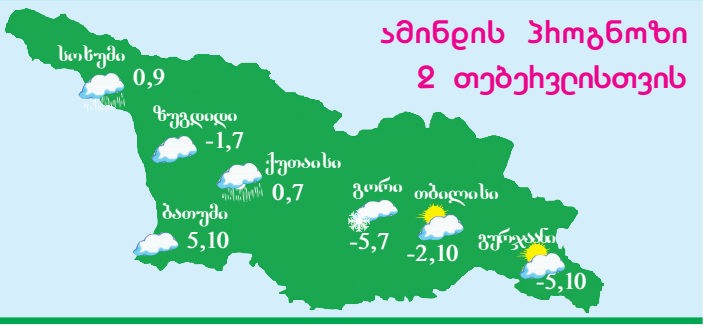 ამინდის პროგნოზი
2 თებერვლისთვის
სოხუმი
0,9
ზუგდიდი
-1,7
ქუთაისი
0,7
ბათუმი
5,10
გორი
-5,7
თბილისი
-2,10
გურჯაანი
-5,10